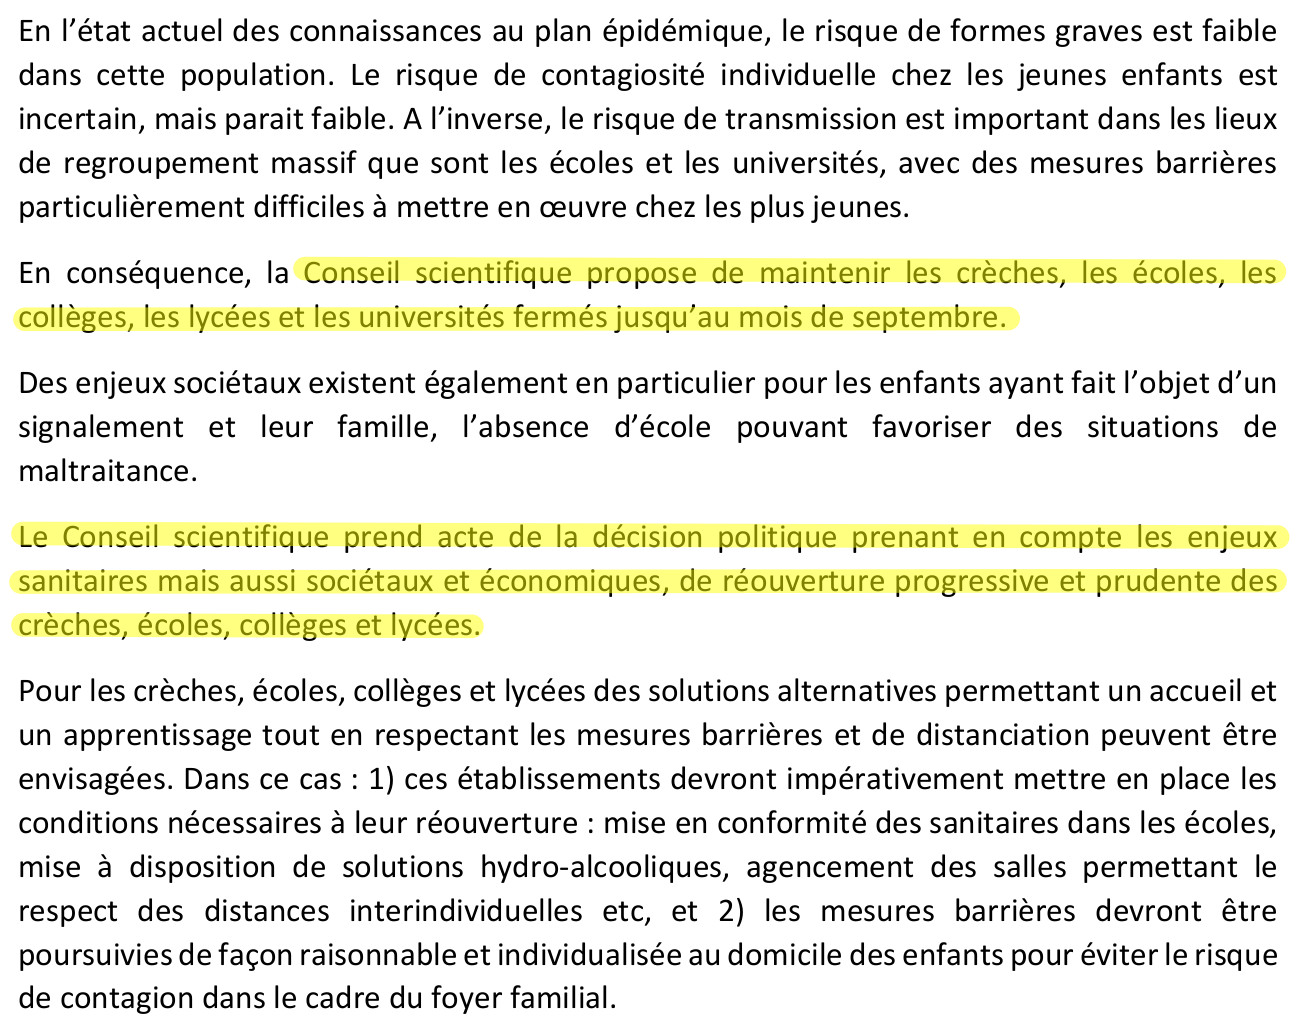 En l’état actuel des connaissances au plan épidémique, le risque de formes graves est faible
dans cette population. Le risque de contagiosité individuelle chez les jeunes enfants est
incertain, mais parait faible. A l’inverse, le risque de transmission est important dans les lieux
de regroupement massif que sont les écoles et les universités, avec des mesures barrières
particulièrement difficiles à mettre en œuvre chez les plus jeunes.
En conséquence, la Conseil scientifique propose de maintenir les crèches, les écoles, les
collèges, les lycées et les universités fermés jusqu’au mois de septembre.
Des enjeux sociétaux existent également en particulier pour les enfants ayant fait l’objet d’un
signalement et leur famille, l’absence d’école pouvant favoriser des situations de
maltraitance.
Le Conseil scientifique prend acte de la décision politique prenant en compte les enjeux
sanitaires mais aussi sociétaux et économiques, de réouverture progressive et prudente des
crèches, écoles, collèges et lycées.
Pour les crèches, écoles, collèges et lycées des solutions alternatives permettant un accueil et
un apprentissage tout en respectant les mesures barrières et de distanciation peuvent être
envisagées. Dans ce cas : 1) ces établissements devront impérativement mettre en place les
conditions nécessaires à leur réouverture : mise en conformité des sanitaires dans les écoles,
mise à disposition de solutions hydro-alcooliques, agencement des salles permettant le
respect des distances interindividuelles etc, et 2) les mesures barrières devront être
poursuivies de façon raisonnable et individualisée au domicile des enfants pour éviter le risque
de contagion dans le cadre du foyer familial.